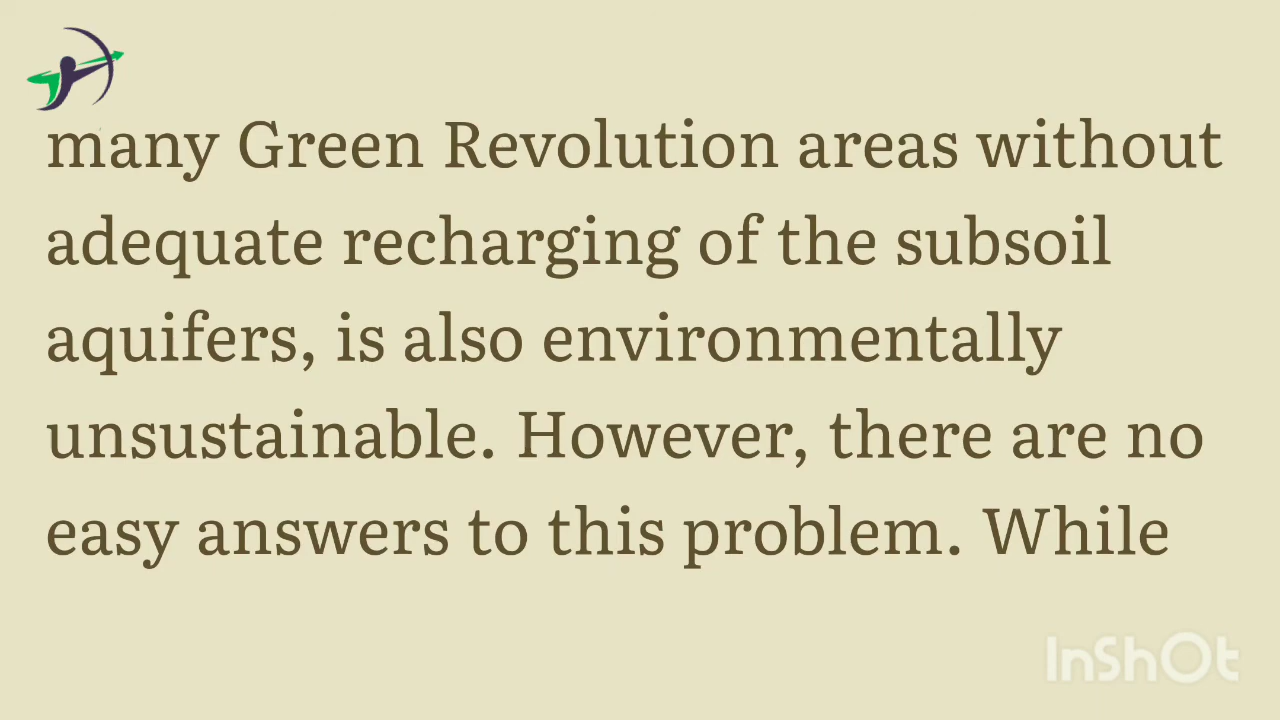 many Green Revolution areas without
adequate recharging of the subsoil
aquifers, is also environmentally
unsustainable. However, there are no
easy answers to this problem. While
InShOt